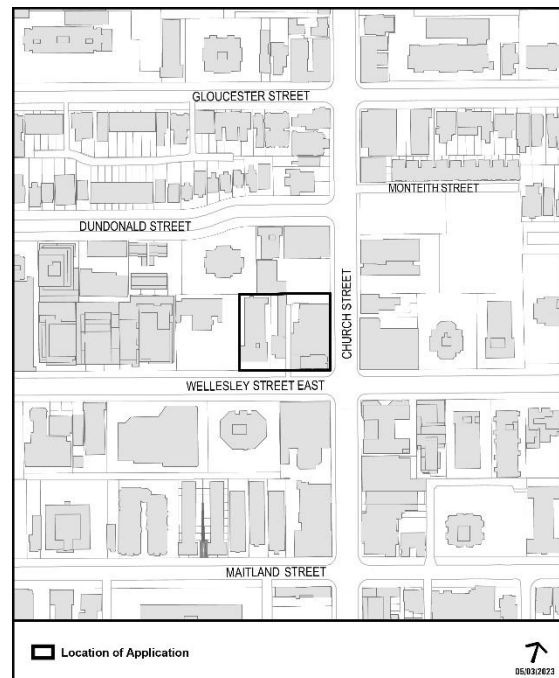 GLOUCESTER STREET
MONTEITH STREET
DUNDONALD STREET
CHURCH STREET
WELLESLEY STREET EAST
MAITLAND STREET
Location of Application
05/03/2023